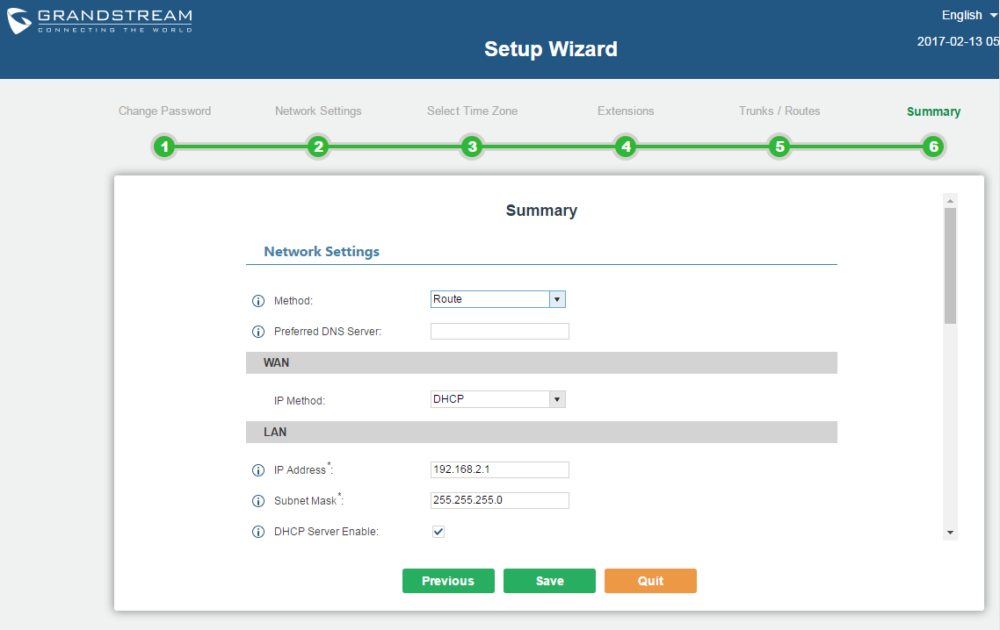 GRANDSTREAM
CONNECTING THE WORLD
English
Setup Wizard
2017-02-13 05
Change Password
Network Settings
Select Time Zone
Extensions
Trunks / Routes
Summary
1
2
3
4
5
6
Summary
Network Settings
Method: Route
Preferred DNS Server:
WAN
IP Method: DHCP
LAN
IP Address*: 192.168.2.1
Subnet Mask*: 255.255.255.0
DHCP Server Enable:
Previous
Save
Quit